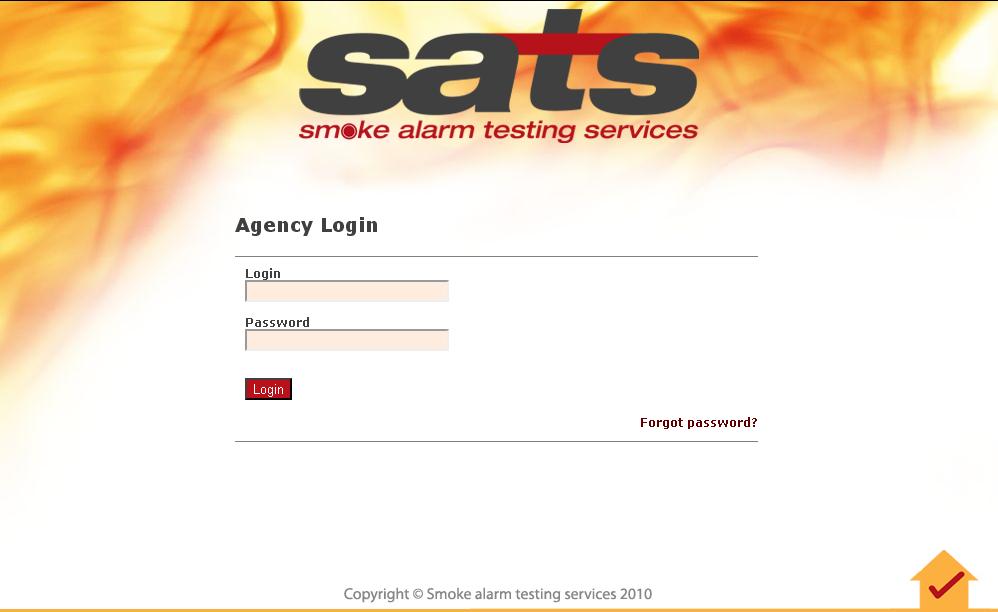 sats
smoke alarm testing services
Agency Login
Login
Password
Login
Forgot password?
Copyright © Smoke alarm testing services 2010